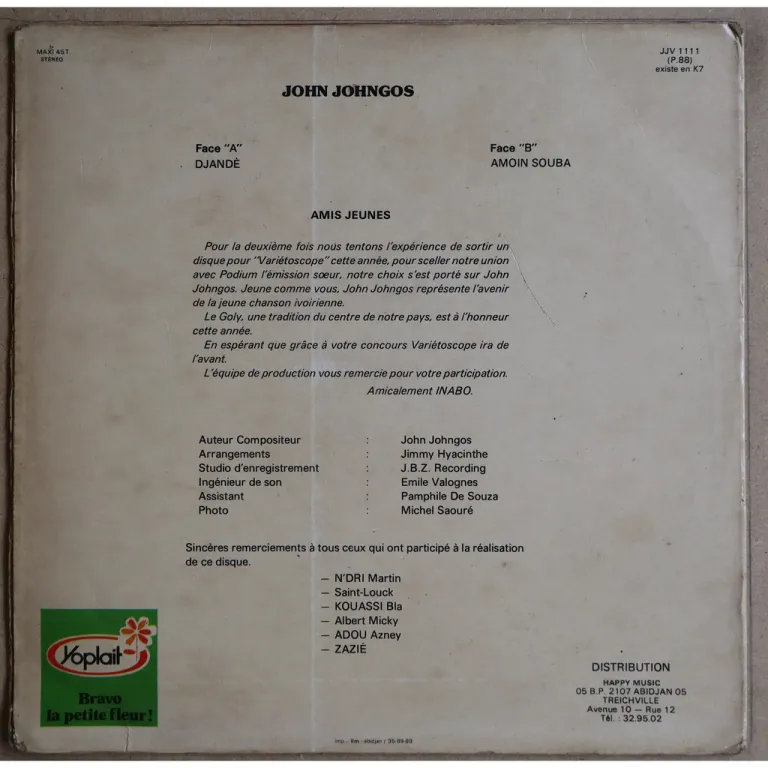 MAXI 45 T.
STÉRÉO
JJV 1111
(P.88)
existe en K7
JOHN JOHNGOS
Face "A"
DJANDÈ
Face "B"
AMOIN SOUBA
AMIS JEUNES
Pour la deuxième fois nous tentons l'expérience de sortir un
disque pour "Variétoscope" cette année, pour sceller notre union
avec Podium l'émission sœur, notre choix s'est porté sur John
Johngos. Jeune comme vous, John Johngos représente l'avenir
de la jeune chanson ivoirienne.
Le Goly, une tradition du centre de notre pays, est à l'honneur
cette année.
En espérant que grâce à votre concours Variétoscope ira de
l'avant.
L'équipe de production vous remercie pour votre participation.
Amicalement INABO.
Auteur Compositeur : John Johngos
Arrangements : Jimmy Hyacinthe
Studio d'enregistrement : J.B.Z. Recording
Ingénieur de son : Emile Valognes
Assistant : Pamphile De Souza
Photo : Michel Saouré
Sincères remerciements à tous ceux qui ont participé à la réalisation
de ce disque.
— N'DRI Martin
— Saint-Louck
— KOUASSI Bla
— Albert Micky
— ADOU Azney
— ZAZIÉ
Yoplait
Bravo
la petite fleur!
DISTRIBUTION
HAPPY MUSIC
05 B.P. 2107 ABIDJAN 05
TREICHVILLE
Avenue 10 — Rue 12
Tél. : 32.95.02